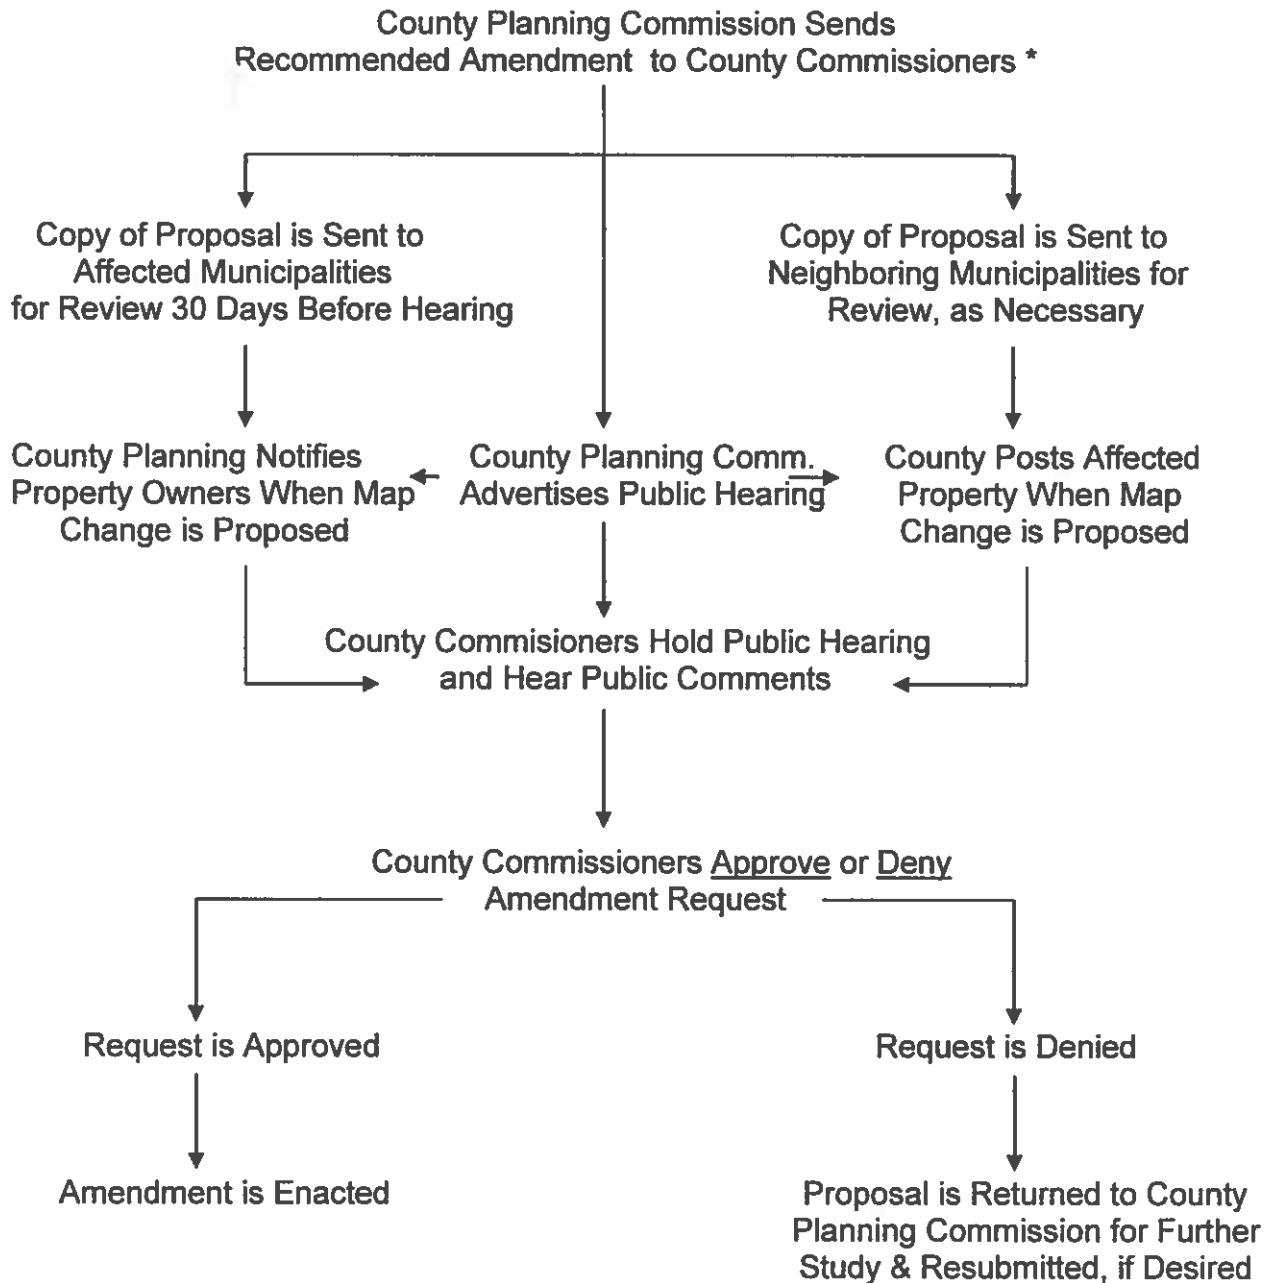 County Planning Commission Sends
Recommended Amendment to County Commissioners *
Copy of Proposal is Sent to
Affected Municipalities
for Review 30 Days Before Hearing
Copy of Proposal is Sent to
Neighboring Municipalities for
Review, as Necessary
County Planning Notifies
Property Owners When Map
Change is Proposed
County Planning Comm.
Advertises Public Hearing
County Posts Affected
Property When Map
Change is Proposed
County Commisioners Hold Public Hearing
and Hear Public Comments
County Commissioners Approve or Deny
Amendment Request
Request is Approved
Request is Denied
Amendment is Enacted
Proposal is Returned to County
Planning Commission for Further
Study & Resubmitted, if Desired